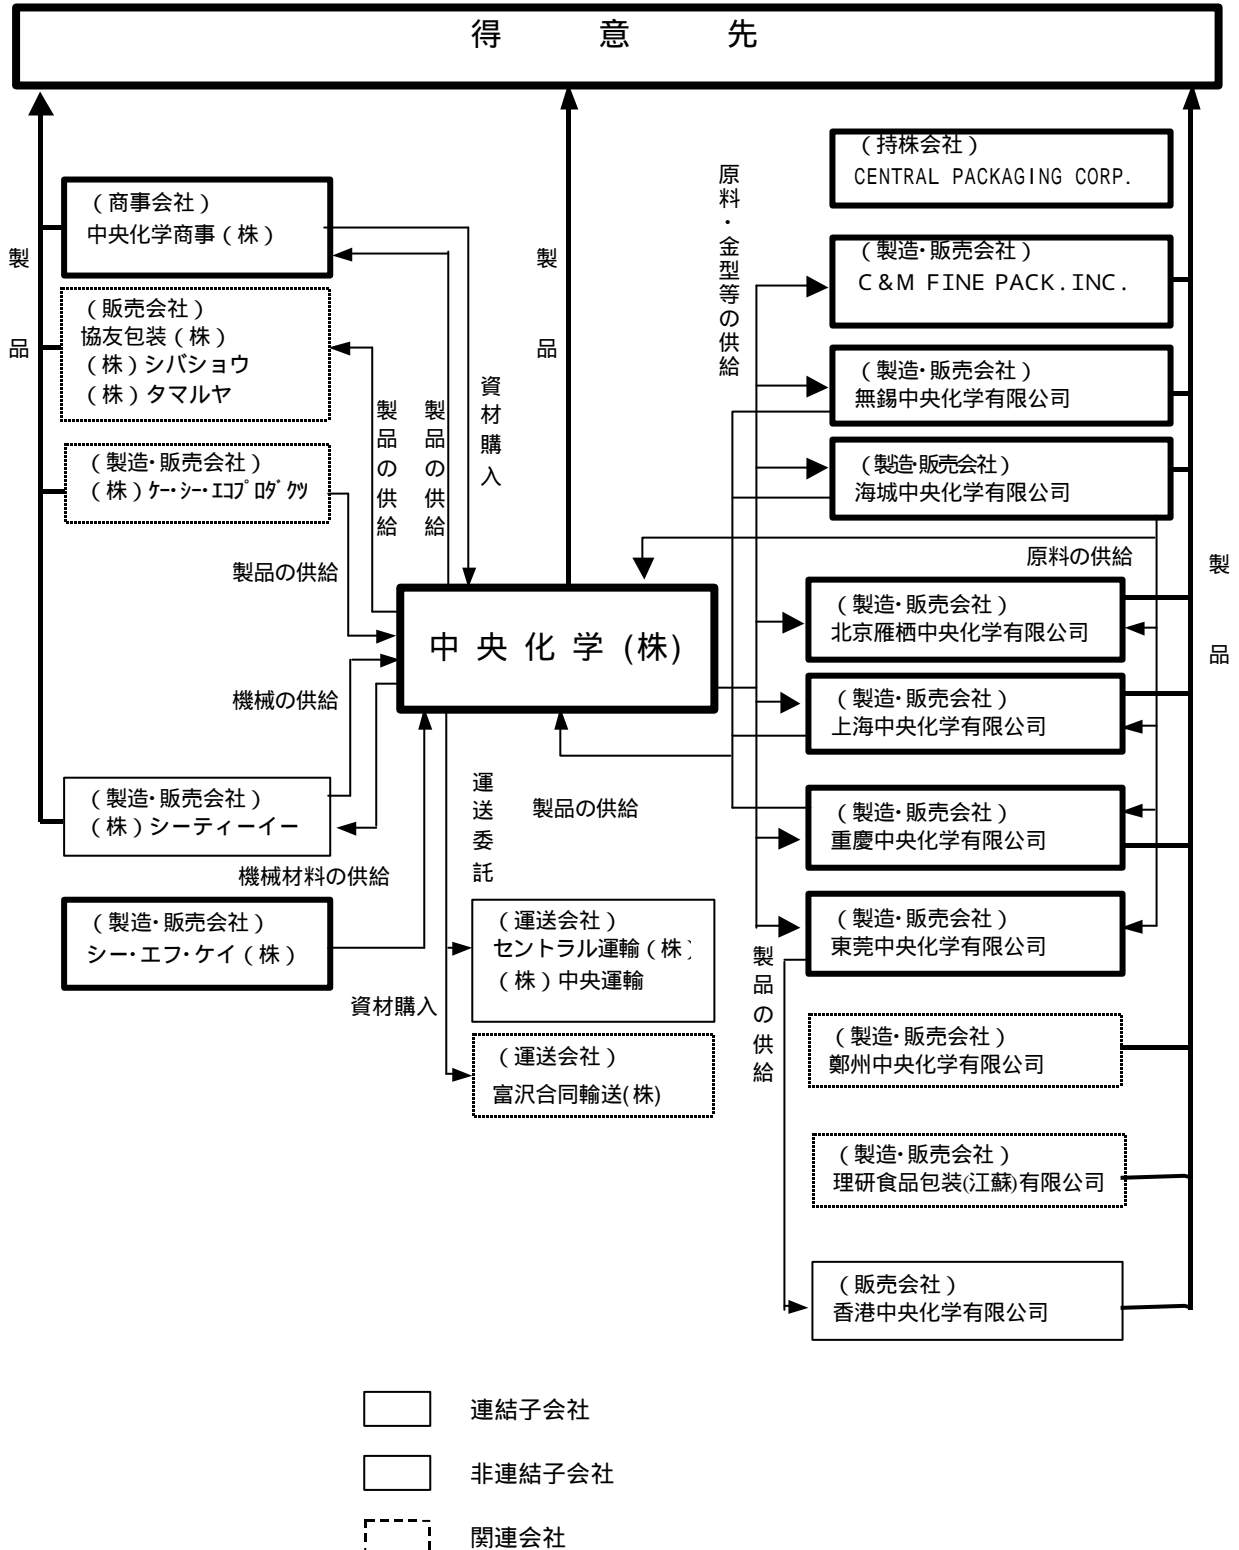 得 意 先
（商事会社）
中央化学商事（株）
（販売会社）
協友包装（株）
（株）シバショウ
（株）タマルヤ
（製造・販売会社）
（株）ｹｰ･ｼｰ･ｴｺﾌﾟﾛﾀﾞｸﾂ
製品
製品の供給
製品の供給
資材購入
製品
製品の供給
機械の供給
（製造・販売会社）
（株）シーティーイー
機械材料の供給
（製造・販売会社）
シー・エフ・ケイ（株）
資材購入
中 央 化 学 (株)
運送委託
製品の供給
（運送会社）
セントラル運輸（株）
（株）中央運輸
（運送会社）
富沢合同輸送(株)
原料・金型等の供給
（持株会社）
CENTRAL PACKAGING CORP.
（製造・販売会社）
C&M FINE PACK.INC.
（製造・販売会社）
無錫中央化学有限公司
（製造・販売会社）
海城中央化学有限公司
原料の供給
製品
（製造・販売会社）
北京雁栖中央化学有限公司
（製造・販売会社）
上海中央化学有限公司
（製造・販売会社）
重慶中央化学有限公司
（製造・販売会社）
東莞中央化学有限公司
製品の供給
（製造・販売会社）
鄭州中央化学有限公司
（製造・販売会社）
理研食品包装(江蘇)有限公司
（販売会社）
香港中央化学有限公司
連結子会社
非連結子会社
関連会社